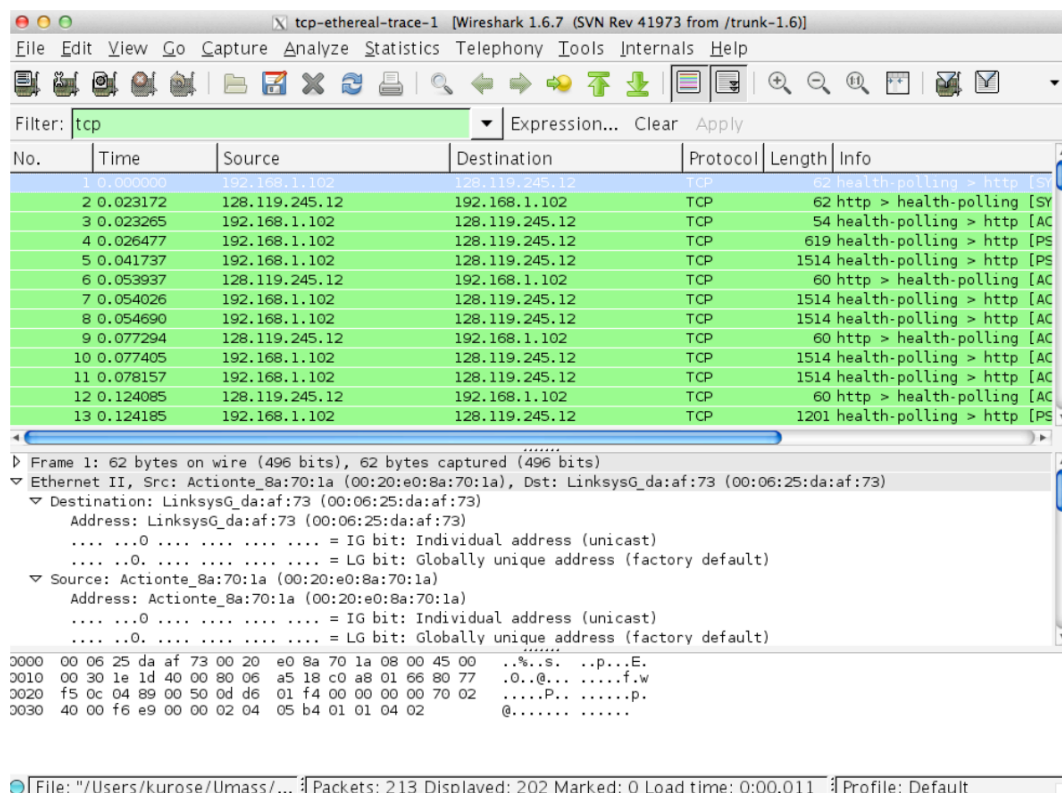 tcp-ethereal-trace-1 [Wireshark 1.6.7 (SVN Rev 41973 from /trunk-1.6)]
File Edit View Go Capture Analyze Statistics Telephony Tools Internals Help
Filter: tcp Expression... Clear Apply
No. Time Source Destination Protocol Length Info
1 0.000000 192.168.1.102 128.119.245.12 TCP 62 health-polling > http [SY
2 0.023172 128.119.245.12 192.168.1.102 TCP 62 http > health-polling [SY
3 0.023265 192.168.1.102 128.119.245.12 TCP 54 health-polling > http [AC
4 0.026477 192.168.1.102 128.119.245.12 TCP 619 health-polling > http [PS
5 0.041737 192.168.1.102 128.119.245.12 TCP 1514 health-polling > http [PS
6 0.053937 128.119.245.12 192.168.1.102 TCP 60 http > health-polling [AC
7 0.054026 192.168.1.102 128.119.245.12 TCP 1514 health-polling > http [AC
8 0.054690 192.168.1.102 128.119.245.12 TCP 1514 health-polling > http [AC
9 0.077294 128.119.245.12 192.168.1.102 TCP 60 http > health-polling [AC
10 0.077405 192.168.1.102 128.119.245.12 TCP 1514 health-polling > http [AC
11 0.078157 192.168.1.102 128.119.245.12 TCP 1514 health-polling > http [AC
12 0.124085 128.119.245.12 192.168.1.102 TCP 60 http > health-polling [AC
13 0.124185 192.168.1.102 128.119.245.12 TCP 1201 health-polling > http [PS
Frame 1: 62 bytes on wire (496 bits), 62 bytes captured (496 bits)
Ethernet II, Src: Actionte_8a:70:1a (00:20:e0:8a:70:1a), Dst: LinksysG_da:af:73 (00:06:25:da:af:73)
Destination: LinksysG_da:af:73 (00:06:25:da:af:73)
Address: LinksysG_da:af:73 (00:06:25:da:af:73)
.... ...0 .... .... .... .... = IG bit: Individual address (unicast)
.... ..0. .... .... .... .... = LG bit: Globally unique address (factory default)
Source: Actionte_8a:70:1a (00:20:e0:8a:70:1a)
Address: Actionte_8a:70:1a (00:20:e0:8a:70:1a)
.... ...0 .... .... .... .... = IG bit: Individual address (unicast)
.... ..0. .... .... .... .... = LG bit: Globally unique address (factory default)
0000 00 06 25 da af 73 00 20 e0 8a 70 1a 08 00 45 00 ..%..s. ..p...E.
0010 00 30 1e 1d 40 00 80 06 a5 18 c0 a8 01 66 80 77 .0..@... .....f.w
0020 f5 0c 04 89 00 50 0d d6 01 f4 00 00 00 00 70 02 .....P.. ......p.
0030 40 00 f6 e9 00 00 02 04 05 b4 01 01 04 02 @....... ......
File: "/Users/kurose/Umass/... Packets: 213 Displayed: 202 Marked: 0 Load time: 0:00.011 Profile: Default